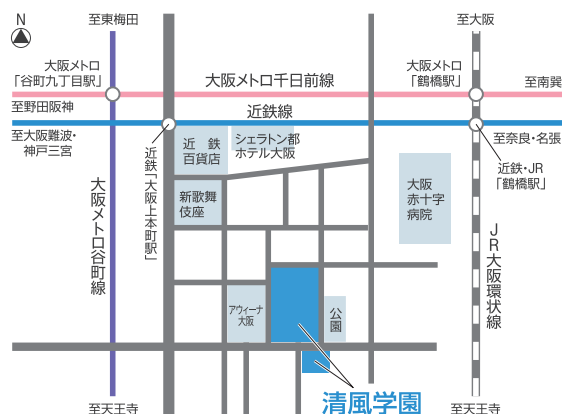 N
至東梅田
至大阪
大阪メトロ
「谷町九丁目駅」
大阪メトロ千日前線
大阪メトロ
「鶴橋駅」
至南巽
至野田阪神
近鉄線
至大阪難波・
神戸三宮
至奈良・名張
近鉄・JR
「鶴橋駅」
近鉄「大阪上本町駅」
近　鉄
百貨店
シェラトン都
ホテル大阪
新歌舞
伎座
大阪
赤十字
病院
大阪メトロ谷町線
JR大阪環状線
アウィーナ
大阪
公園
清風学園
至天王寺
至天王寺